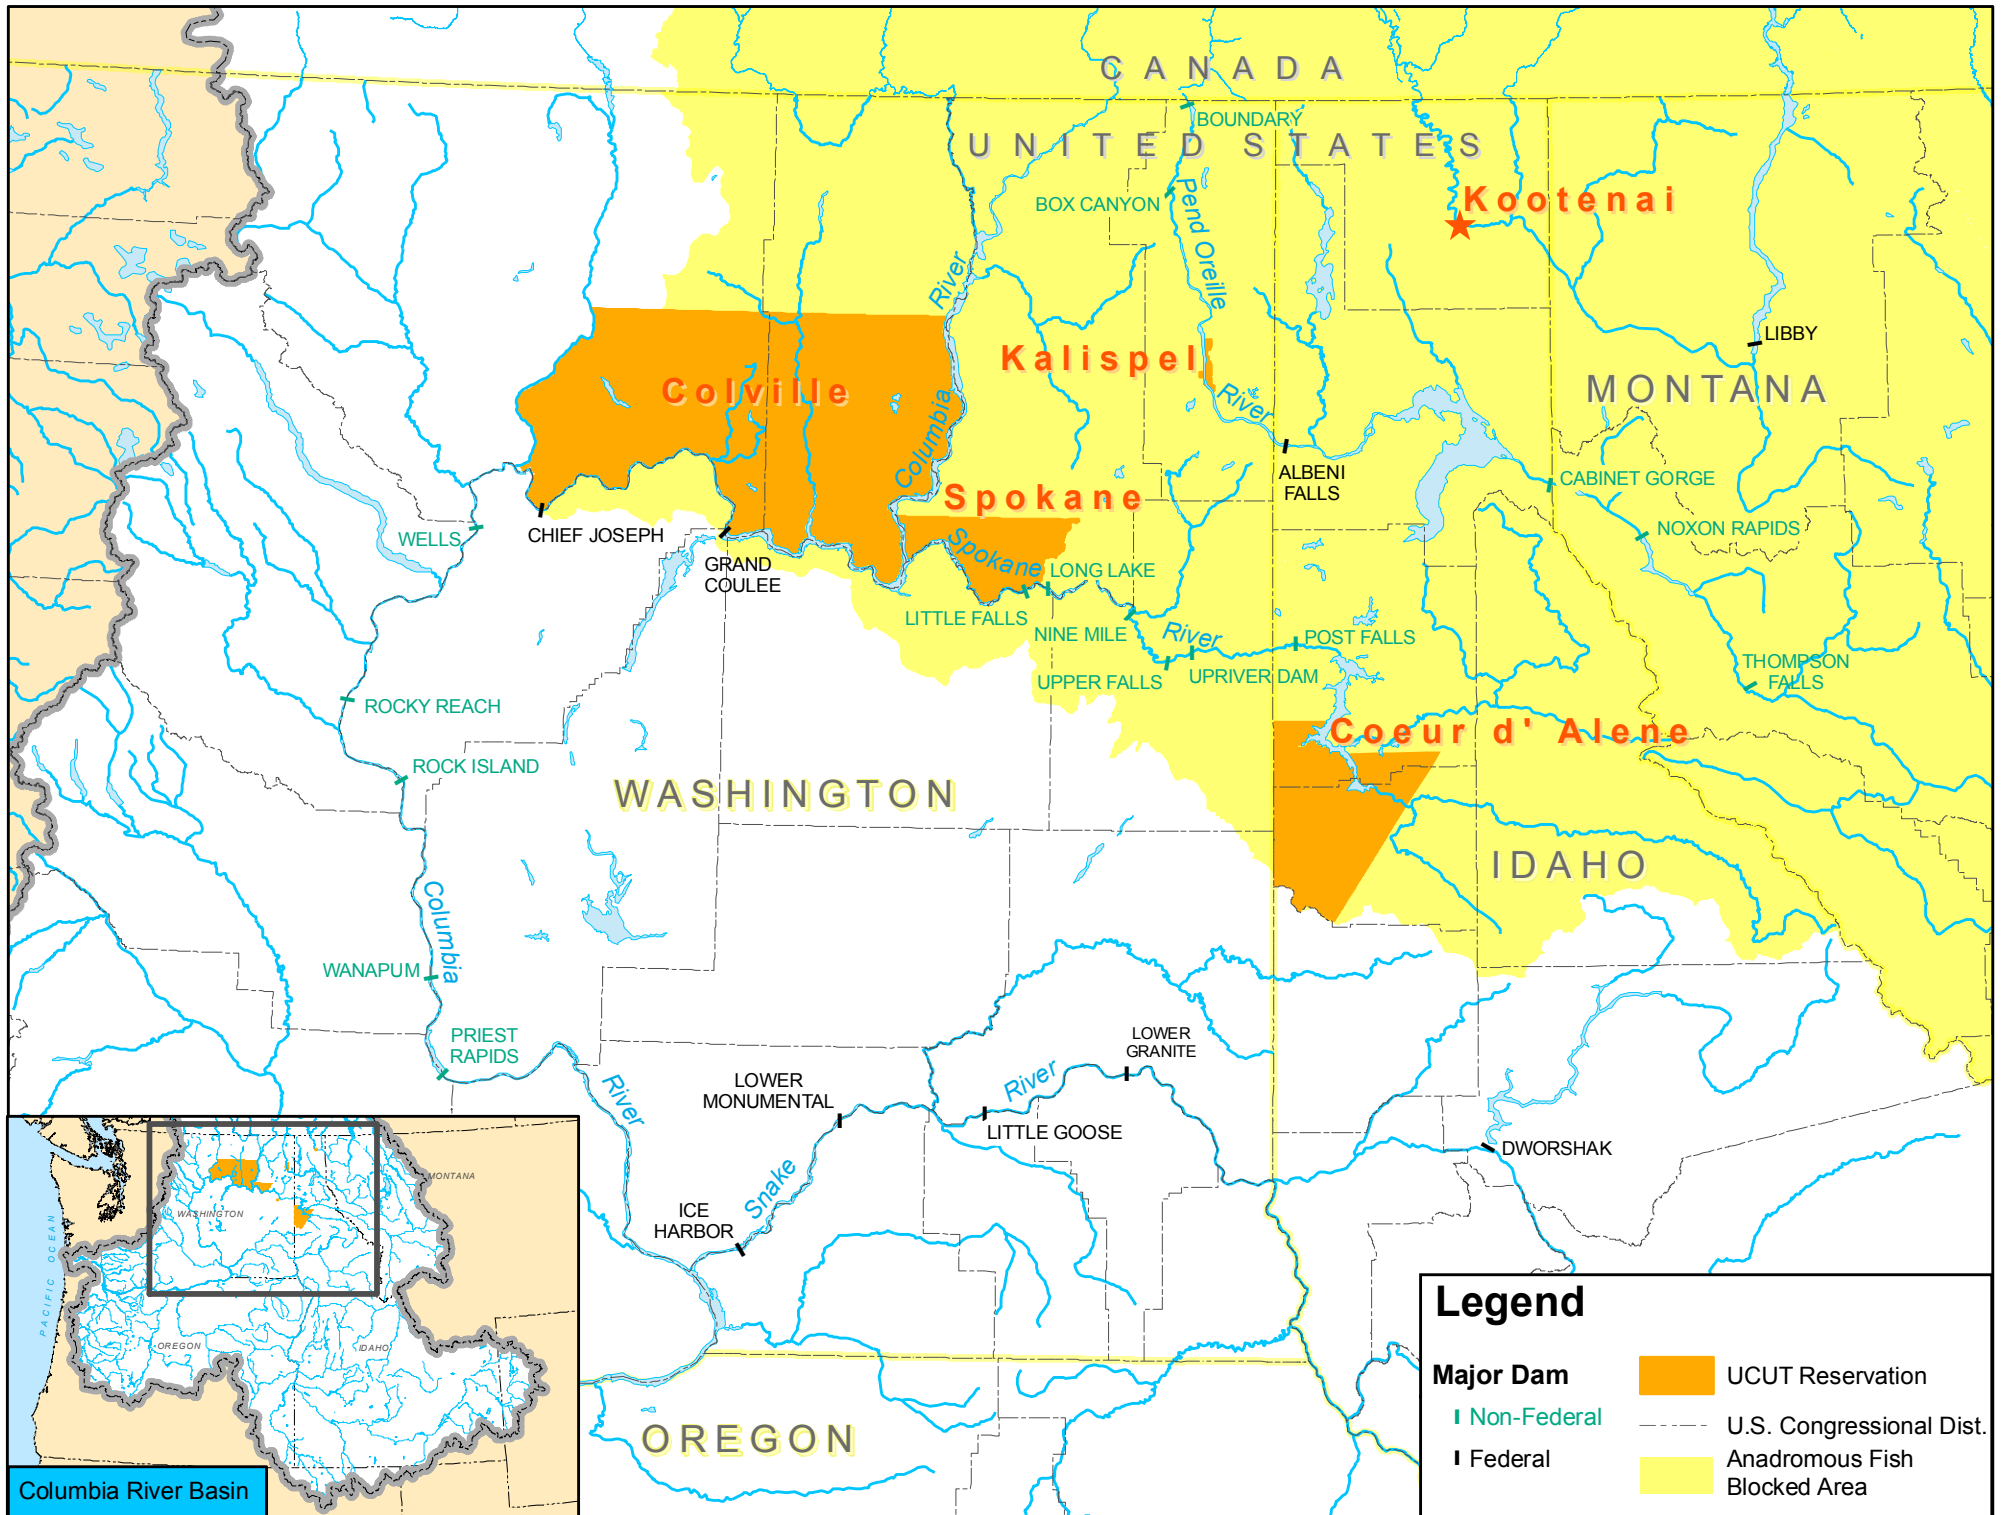 CANADA
UNITED STATES
BOUNDARY
BOX CANYON
Pend Oreille
River
Kootenai
LIBBY
MONTANA
River
Columbia
Colville
Kalispel
Spokane
ALBENI
FALLS
CABINET GORGE
NOXON RAPIDS
THOMPSON
FALLS
WELLS
CHIEF JOSEPH
GRAND
COULEE
Spokane
River
LONG LAKE
LITTLE FALLS
NINE MILE
UPPER FALLS
UPRIVER DAM
POST FALLS
Coeur d' Alene
ROCKY REACH
ROCK ISLAND
WASHINGTON
IDAHO
Columbia
River
WANAPUM
PRIEST
RAPIDS
LOWER
MONUMENTAL
River
LITTLE GOOSE
LOWER
GRANITE
DWORSHAK
ICE
HARBOR
Snake
OREGON
MONTANA
WASHINGTON
PACIFIC OCEAN
OREGON
IDAHO
Columbia River Basin
Legend
Major Dam
Non-Federal
Federal
UCUT Reservation
U.S. Congressional Dist.
Anadromous Fish
Blocked Area